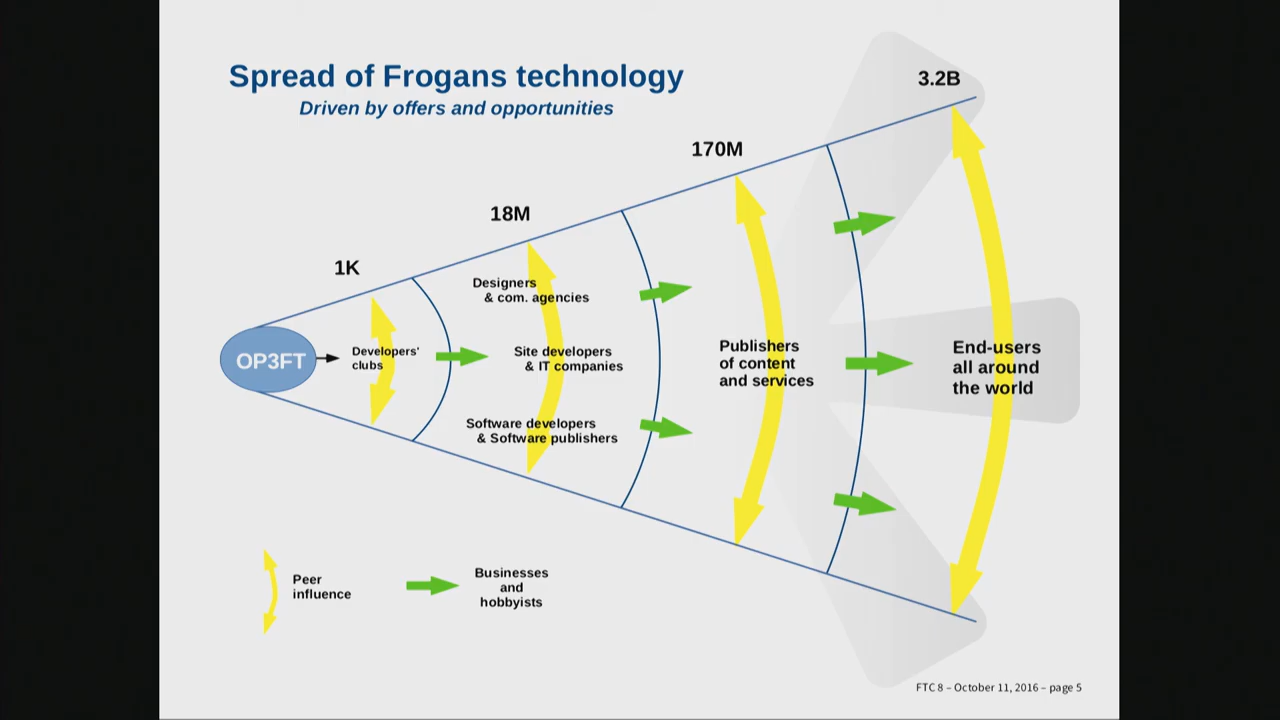 Spread of Frogans technology
Driven by offers and opportunities
3.2B
170M
18M
1K
OP3FT
Developers'
clubs
Designers
& com. agencies
Site developers
& IT companies
Software developers
& Software publishers
Publishers
of content
and services
End-users
all around
the world
Peer
influence
Businesses
and
hobbyists
FTC 8 – October 11, 2016 – page 5